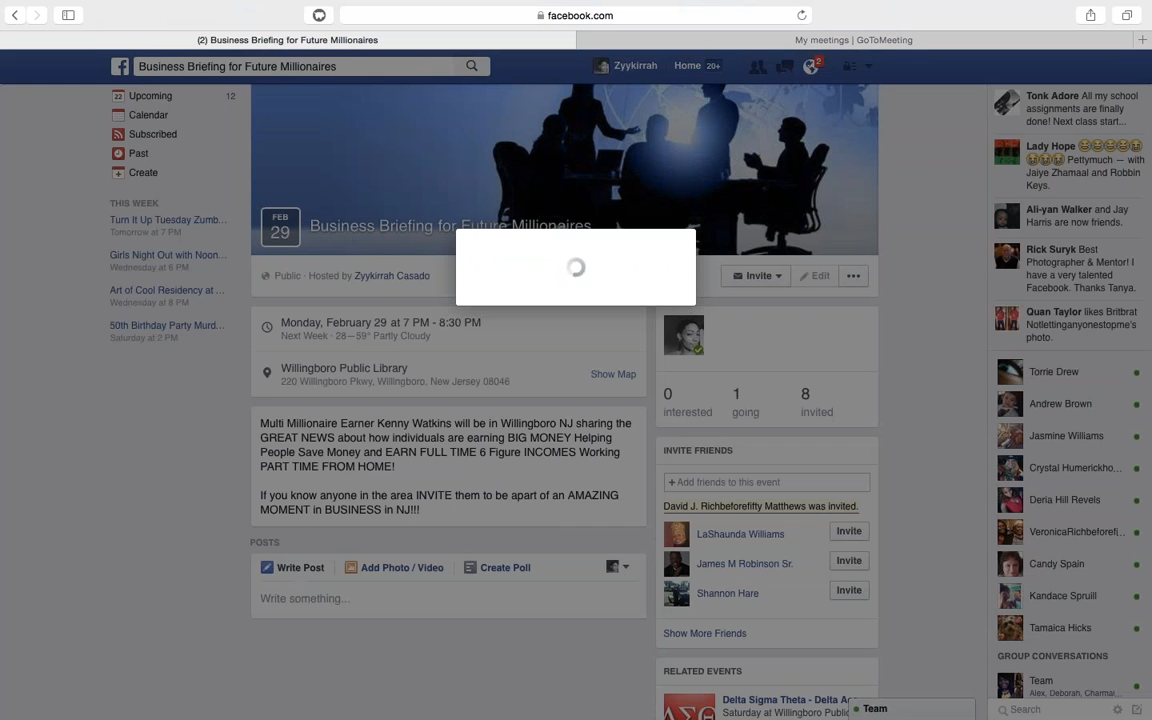 facebook.com
(2) Business Briefing for Future Millionaires
My meetings | GoToMeeting
Business Briefing for Future Millionaires
Zyykirrah
Home 20+
2
22 Upcoming 12
Calendar
Subscribed
Past
Create
THIS WEEK
Turn It Up Tuesday Zumb...
Tomorrow at 7 PM
Girls Night Out with Noon...
Wednesday at 6 PM
Art of Cool Residency at ...
Wednesday at 8 PM
50th Birthday Party Murd...
Saturday at 2 PM
FEB
29
Business Briefing for Future Millionaires
Public · Hosted by Zyykirrah Casado
Invite
Edit
Monday, February 29 at 7 PM - 8:30 PM
Next Week · 28—59° Partly Cloudy
Willingboro Public Library
Show Map
220 Willingboro Pkwy, Willingboro, New Jersey 08046
Multi Millionaire Earner Kenny Watkins will be in Willingboro NJ sharing the
GREAT NEWS about how individuals are earning BIG MONEY Helping
People Save Money and EARN FULL TIME 6 Figure INCOMES Working
PART TIME FROM HOME!
If you know anyone in the area INVITE them to be apart of an AMAZING
MOMENT in BUSINESS in NJ!!!
POSTS
Write Post
Add Photo / Video
Create Poll
Write something...
0 1 8
interested going invited
INVITE FRIENDS
+ Add friends to this event
David J. Richbeforefifty Matthews was invited.
LaShaunda Williams Invite
James M Robinson Sr. Invite
Shannon Hare Invite
Show More Friends
RELATED EVENTS
Delta Sigma Theta - Delta
Saturday at Willingboro Public
ΔΣΘ
Team
Tonk Adore All my school
assignments are finally
done! Next class start...
Lady Hope 😂😂😂😂😭
😭😭😭 Pettymuch — with
Jaiye Zhamaal and Robbin
Keys.
Ali-yan Walker and Jay
Harris are now friends.
Rick Suryk Best
Photographer & Mentor! I
have a very talented
Facebook. Thanks Tanya.
Quan Taylor likes Britbrat
Notlettinganyonestopme's
photo.
Torrie Drew
Andrew Brown
Jasmine Williams
Crystal Humerickho...
Deria Hill Revels
VeronicaRichbeforefi...
Candy Spain
Kandace Spruill
Tamaica Hicks
GROUP CONVERSATIONS
Team
Alex, Deborah, Charmai...
Search